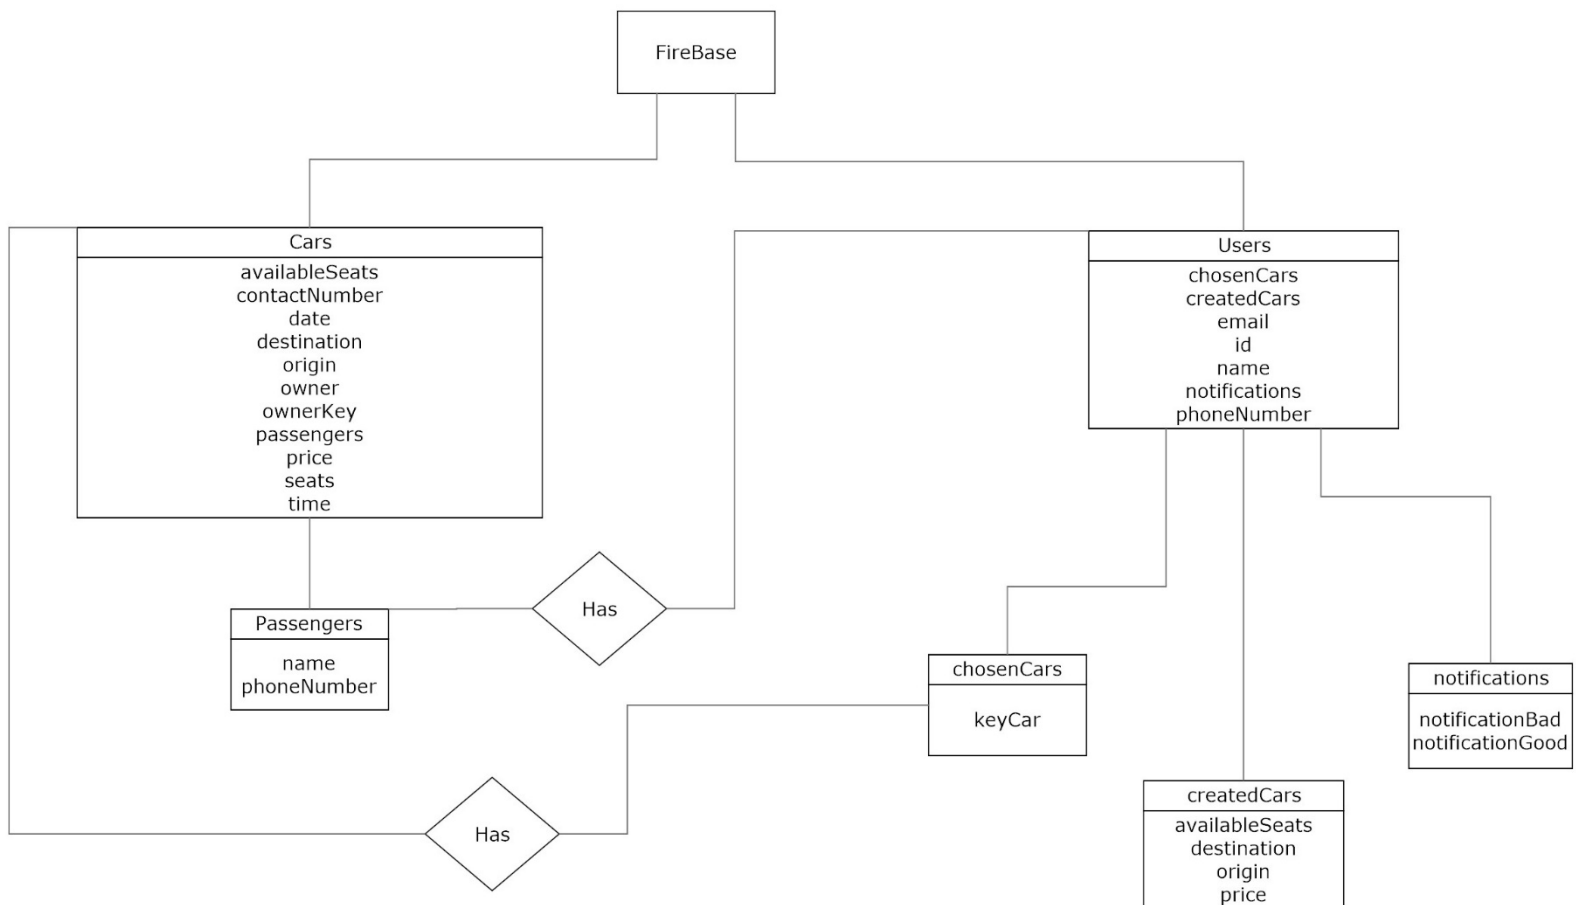 FireBase
Cars
availableSeats
contactNumber
date
destination
origin
owner
ownerKey
passengers
price
seats
time
Users
chosenCars
createdCars
email
id
name
notifications
phoneNumber
Has
Passengers
name
phoneNumber
chosenCars
keyCar
notifications
notificationBad
notificationGood
Has
createdCars
availableSeats
destination
origin
price